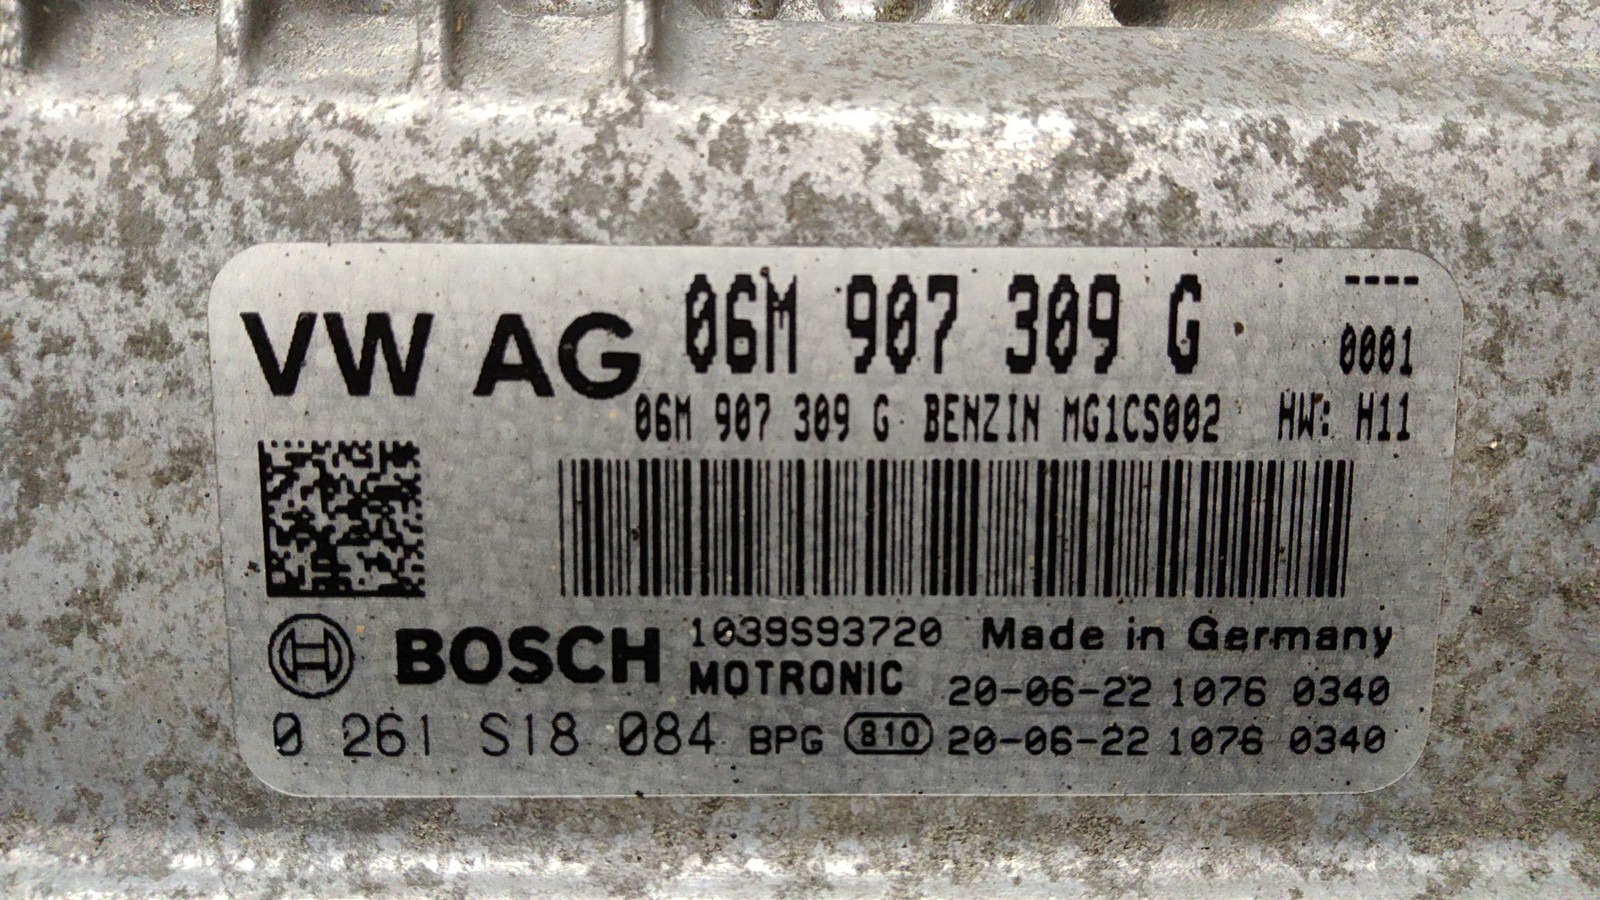 VW AG 06M 907 309 G ----
0001
06M 907 309 G BENZIN MG1CS002 HW: H11
BOSCH 1039S93720 Made in Germany
MOTRONIC 20-06-22 1076 0340
0 261 S18 084 BPG 810 20-06-22 1076 0340